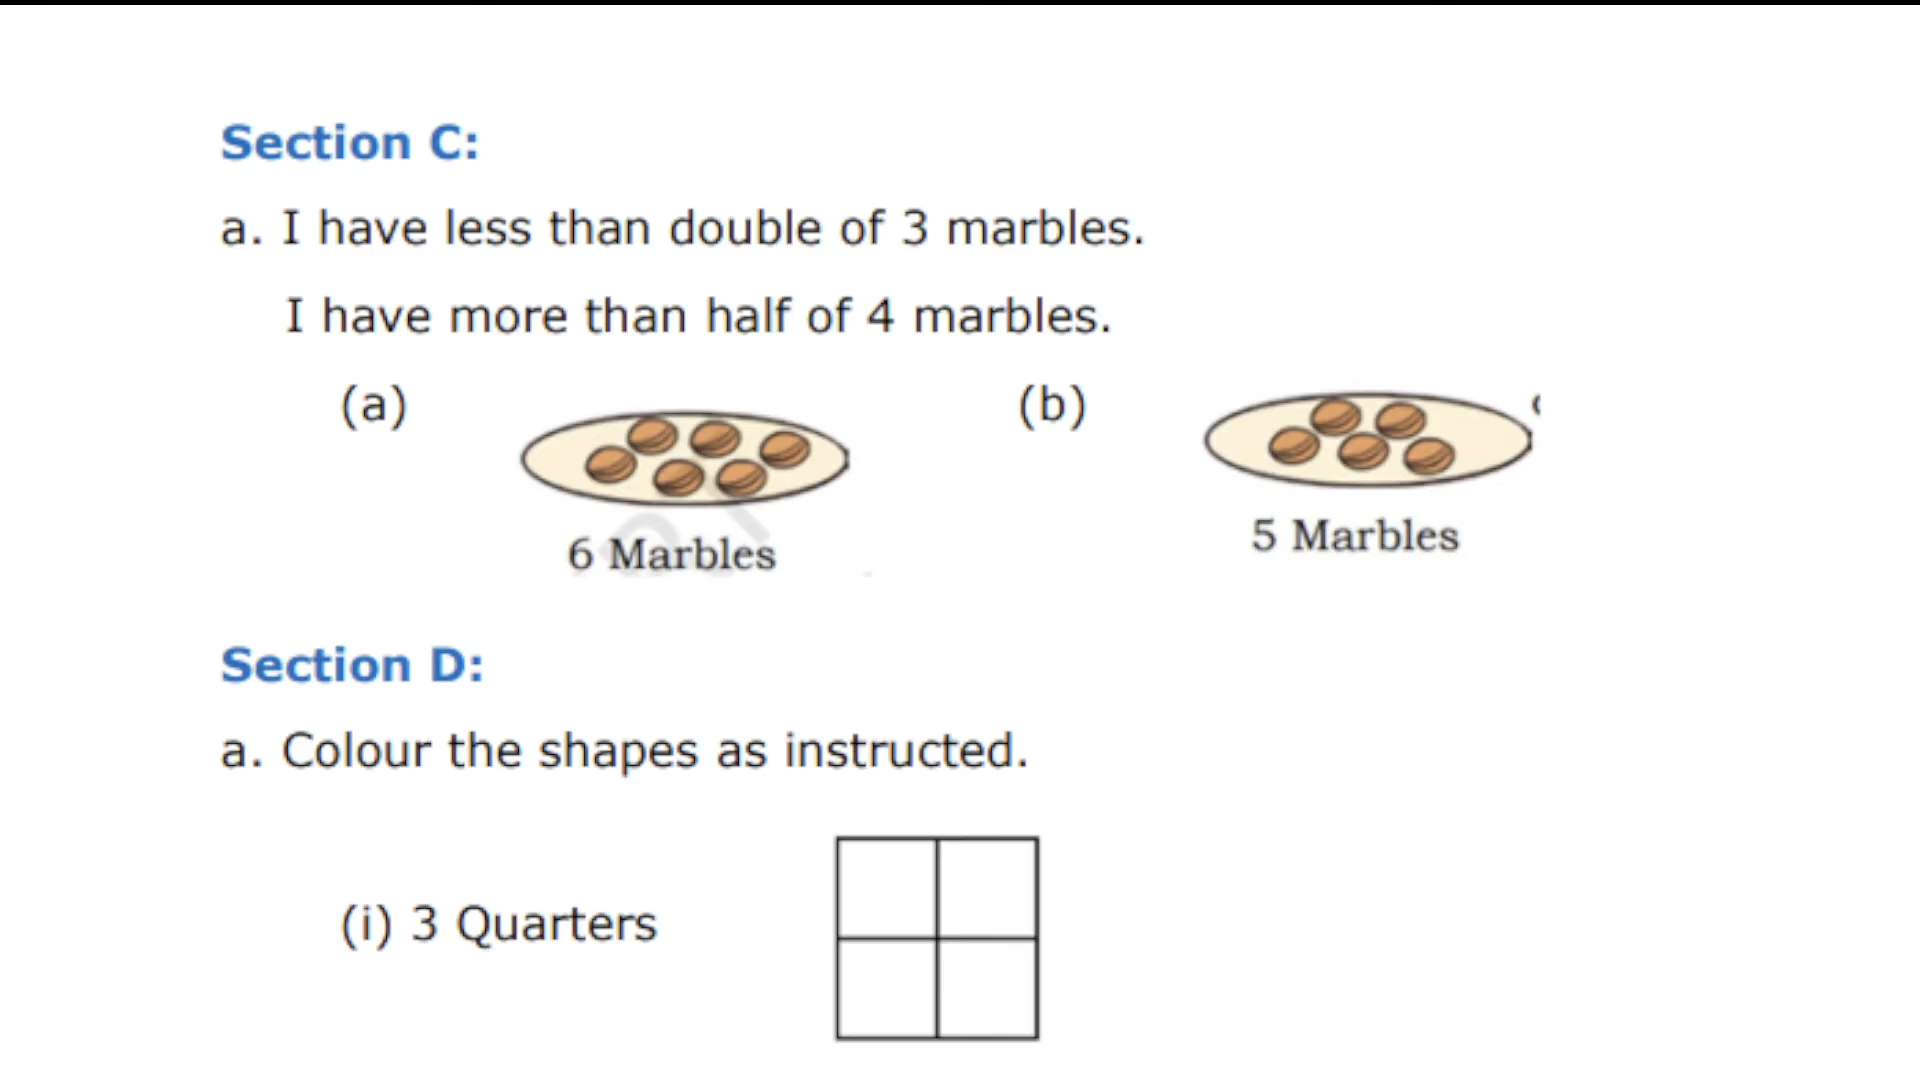 Section C:
a. I have less than double of 3 marbles.
I have more than half of 4 marbles.
(a) (b)
6 Marbles 5 Marbles
Section D:
a. Colour the shapes as instructed.
(i) 3 Quarters